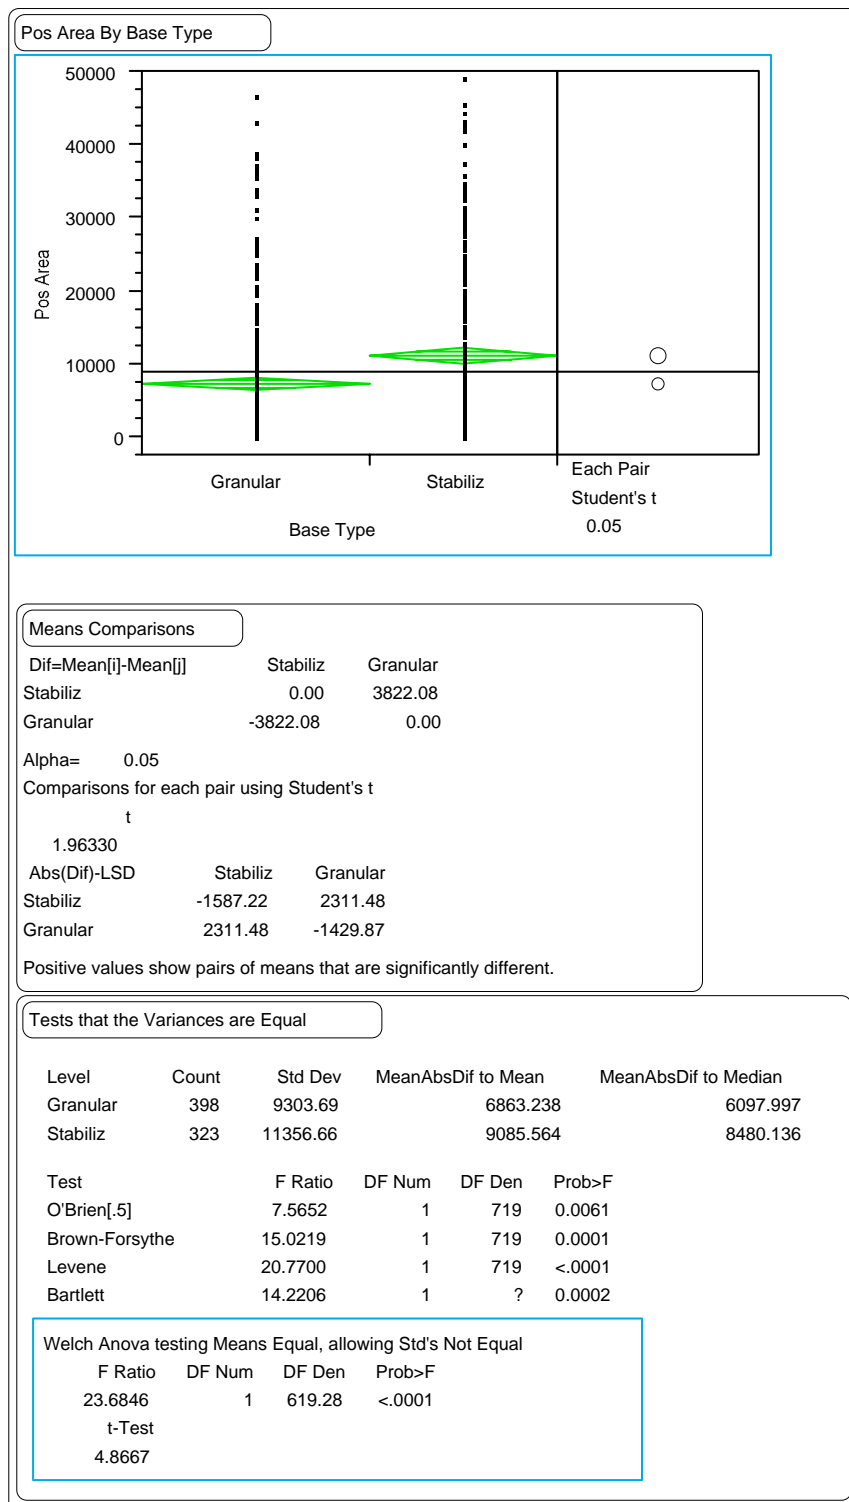 Pos Area By Base Type
50000
40000
30000
20000
10000
0
Pos Area
Granular Stabiliz
Base Type
Each Pair
Student's t
0.05
Means Comparisons
Dif=Mean[i]-Mean[j] Stabiliz Granular
Stabiliz 0.00 3822.08
Granular -3822.08 0.00
Alpha= 0.05
Comparisons for each pair using Student's t
t
1.96330
Abs(Dif)-LSD Stabiliz Granular
Stabiliz -1587.22 2311.48
Granular 2311.48 -1429.87
Positive values show pairs of means that are significantly different.
Tests that the Variances are Equal
Level Count Std Dev MeanAbsDif to Mean MeanAbsDif to Median
Granular 398 9303.69 6863.238 6097.997
Stabiliz 323 11356.66 9085.564 8480.136
Test F Ratio DF Num DF Den Prob>F
O'Brien[.5] 7.5652 1 719 0.0061
Brown-Forsythe 15.0219 1 719 0.0001
Levene 20.7700 1 719 <.0001
Bartlett 14.2206 1 ? 0.0002
Welch Anova testing Means Equal, allowing Std's Not Equal
F Ratio DF Num DF Den Prob>F
23.6846 1 619.28 <.0001
t-Test
4.8667